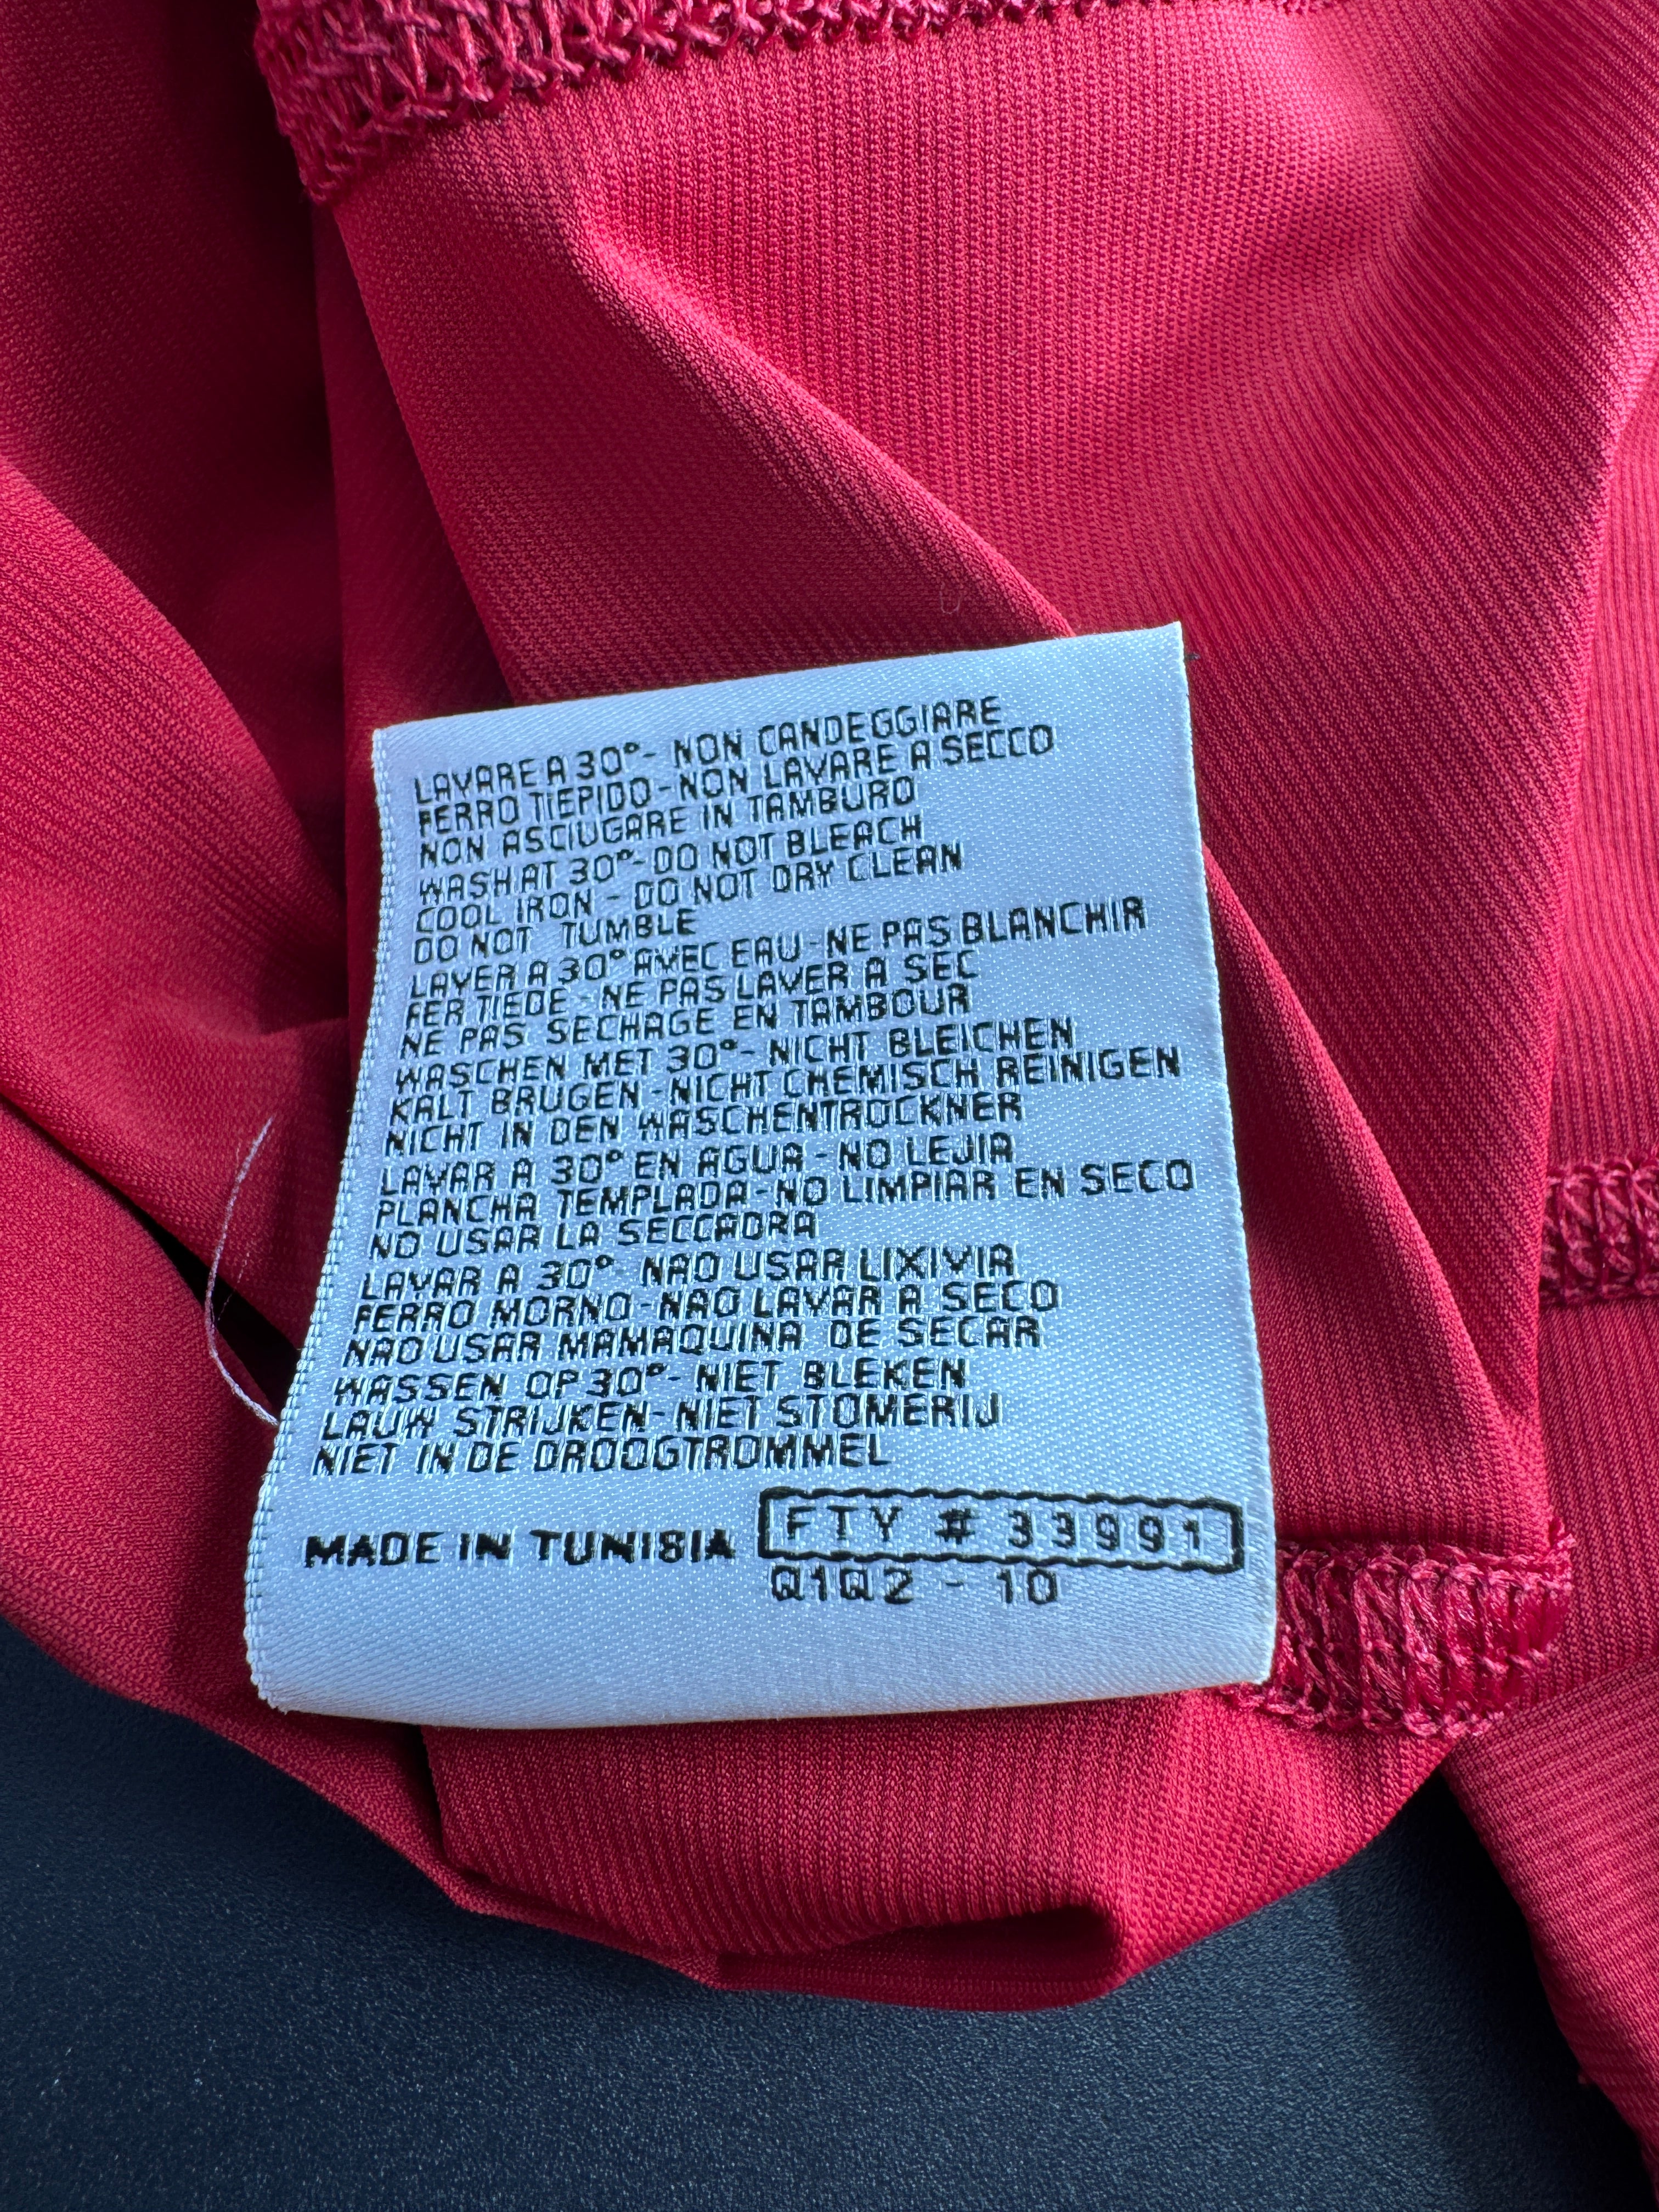 LAVARE A 30°- NON CANDEGGIARE
FERRO TIEPIDO-NON LAVARE A SECCO
NON ASCIUGARE IN TAMBURO
WASH AT 30°-DO NOT BLEACH
COOL IRON - DO NOT DRY CLEAN
DO NOT TUMBLE
LAVER A 30° AVEC EAU-NE PAS BLANCHIR
FER TIEDE - NE PAS LAVER A SEC
NE PAS SECHAGE EN TAMBOUR
WASCHEN MET 30°- NICHT BLEICHEN
KALT BRUGEN-NICHT CHEMISCH REINIGEN
NICHT IN DEN WASCHENTROCKNER
LAVAR A 30° EN AGUA - NO LEJIA
PLANCHA TEMPLADA-NO LIMPIAR EN SECO
NO USAR LA SECCADRA
LAVAR A 30°- NAO USAR LIXIVIA
FERRO MORNO-NAO LAVAR A SECO
NAO USAR MAMAQUINA DE SECAR
WASSEN OP 30°- NIET BLEKEN
LAUW STRIJKEN-NIET STOMERIJ
NIET IN DE DROOGTROMMEL
MADE IN TUNISIA FTY # 33991
Q1Q2 - 10